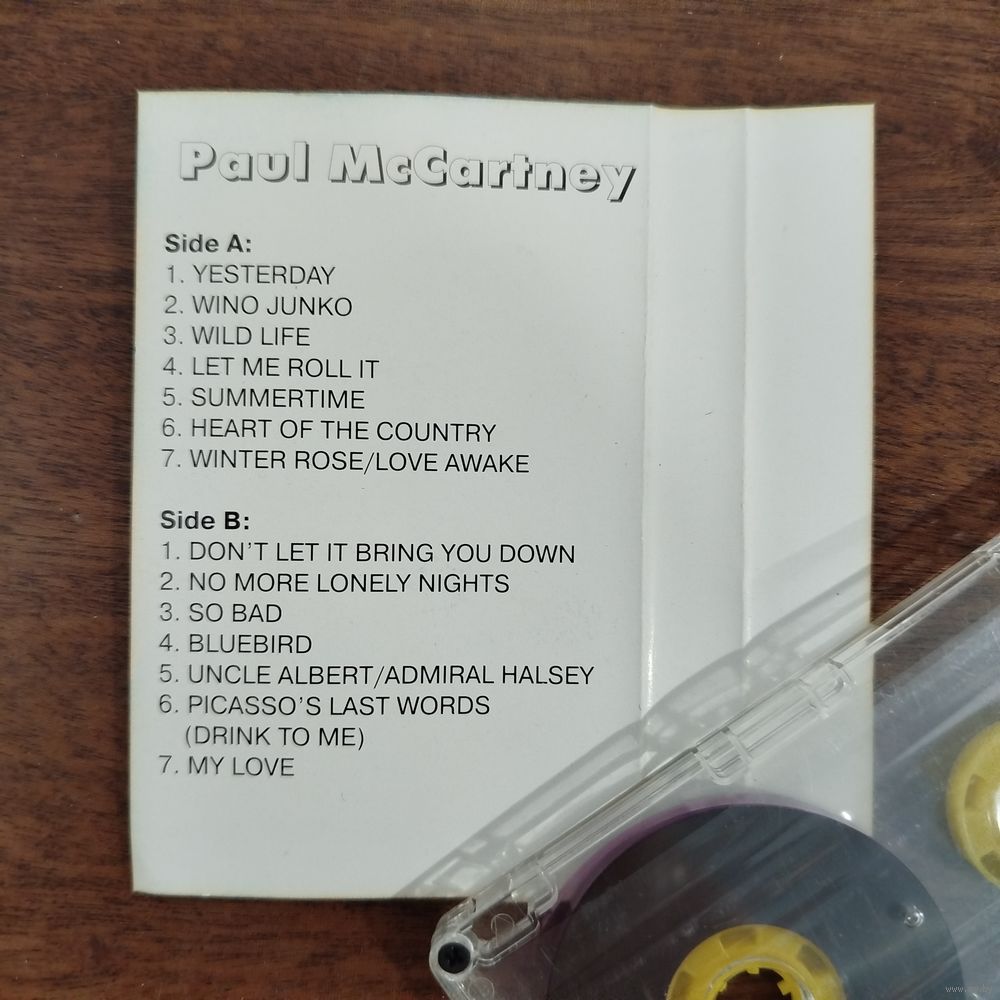 Paul McCartney
Side A:
1. YESTERDAY
2. WINO JUNKO
3. WILD LIFE
4. LET ME ROLL IT
5. SUMMERTIME
6. HEART OF THE COUNTRY
7. WINTER ROSE/LOVE AWAKE
Side B:
1. DON'T LET IT BRING YOU DOWN
2. NO MORE LONELY NIGHTS
3. SO BAD
4. BLUEBIRD
5. UNCLE ALBERT/ADMIRAL HALSEY
6. PICASSO'S LAST WORDS
(DRINK TO ME)
7. MY LOVE